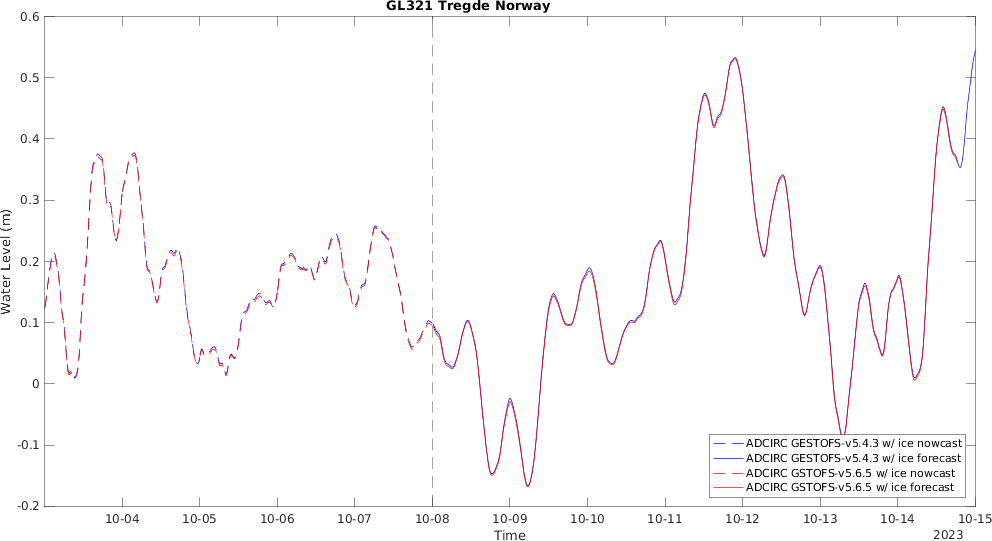 GL321 Tregde Norway
0.6
0.5
0.4
0.3
0.2
0.1
0
-0.1
-0.2
Water Level (m)
ADCIRC GESTOFS-v5.4.3 w/ ice nowcast
ADCIRC GESTOFS-v5.4.3 w/ ice forecast
ADCIRC GSTOFS-v5.6.5 w/ ice nowcast
ADCIRC GSTOFS-v5.6.5 w/ ice forecast
10-04 10-05 10-06 10-07 10-08 10-09 10-10 10-11 10-12 10-13 10-14 10-15
Time
2023